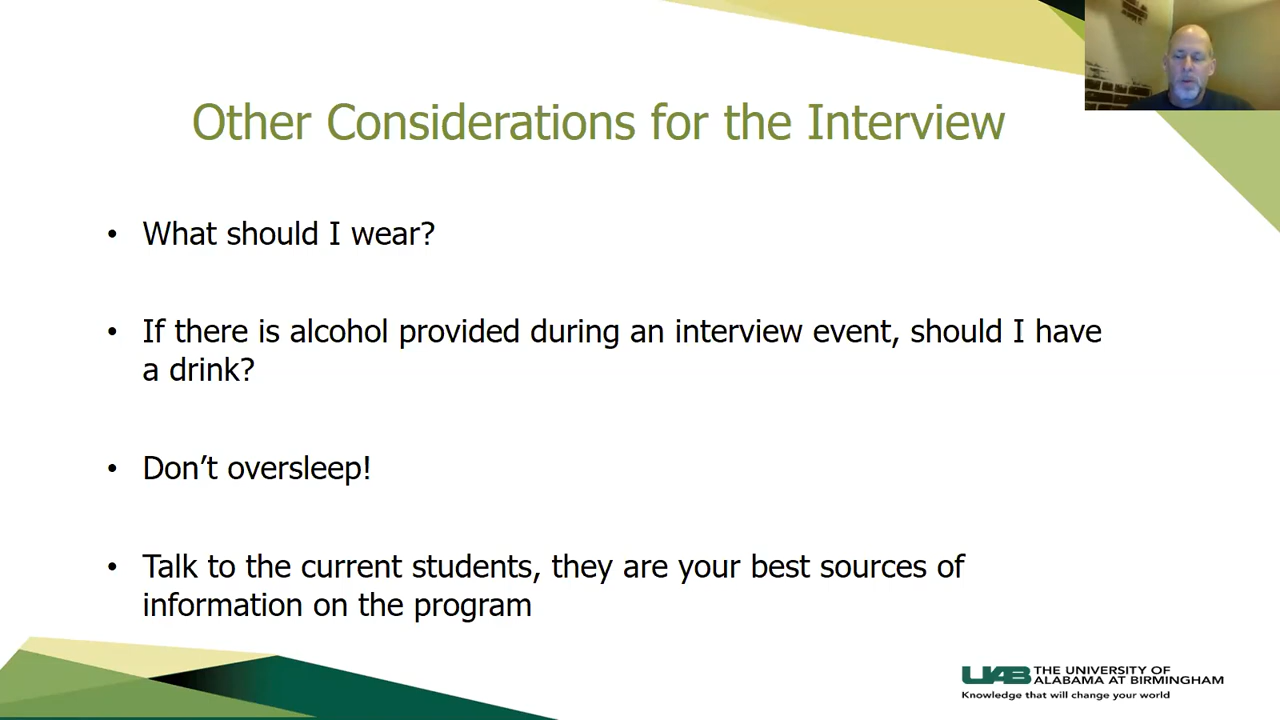 Other Considerations for the Interview
• What should I wear?
• If there is alcohol provided during an interview event, should I have
a drink?
• Don’t oversleep!
• Talk to the current students, they are your best sources of
information on the program
UAB THE UNIVERSITY OF
ALABAMA AT BIRMINGHAM
Knowledge that will change your world